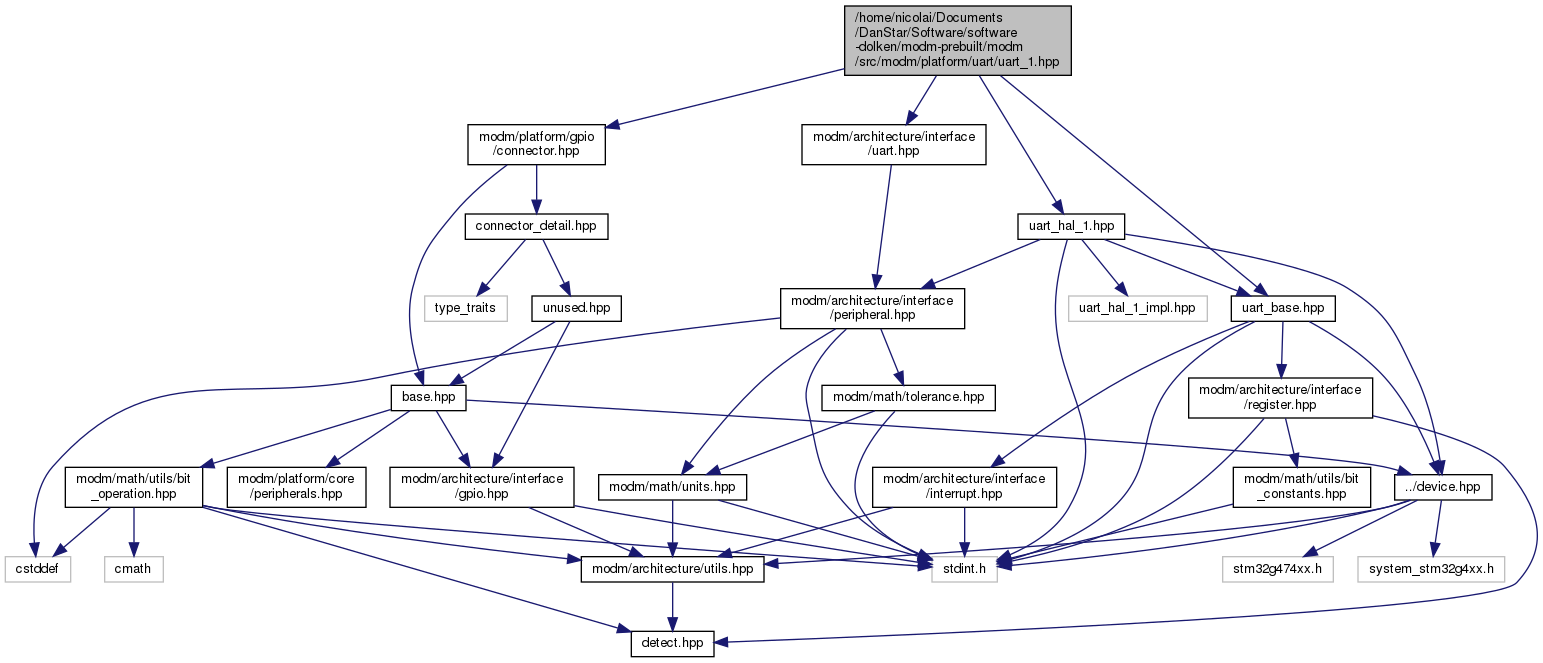 /home/nicolai/Documents
/DanStar/Software/software
-dolken/modm-prebuilt/modm
/src/modm/platform/uart/uart_1.hpp
modm/platform/gpio
/connector.hpp
modm/architecture/interface
/uart.hpp
connector_detail.hpp
uart_hal_1.hpp
type_traits
unused.hpp
modm/architecture/interface
/peripheral.hpp
uart_hal_1_impl.hpp
uart_base.hpp
base.hpp
modm/math/tolerance.hpp
modm/architecture/interface
/register.hpp
modm/math/utils/bit
_operation.hpp
modm/platform/core
/peripherals.hpp
modm/architecture/interface
/gpio.hpp
modm/math/units.hpp
modm/architecture/interface
/interrupt.hpp
modm/math/utils/bit
_constants.hpp
../device.hpp
cstddef
cmath
modm/architecture/utils.hpp
stdint.h
stm32g474xx.h
system_stm32g4xx.h
detect.hpp